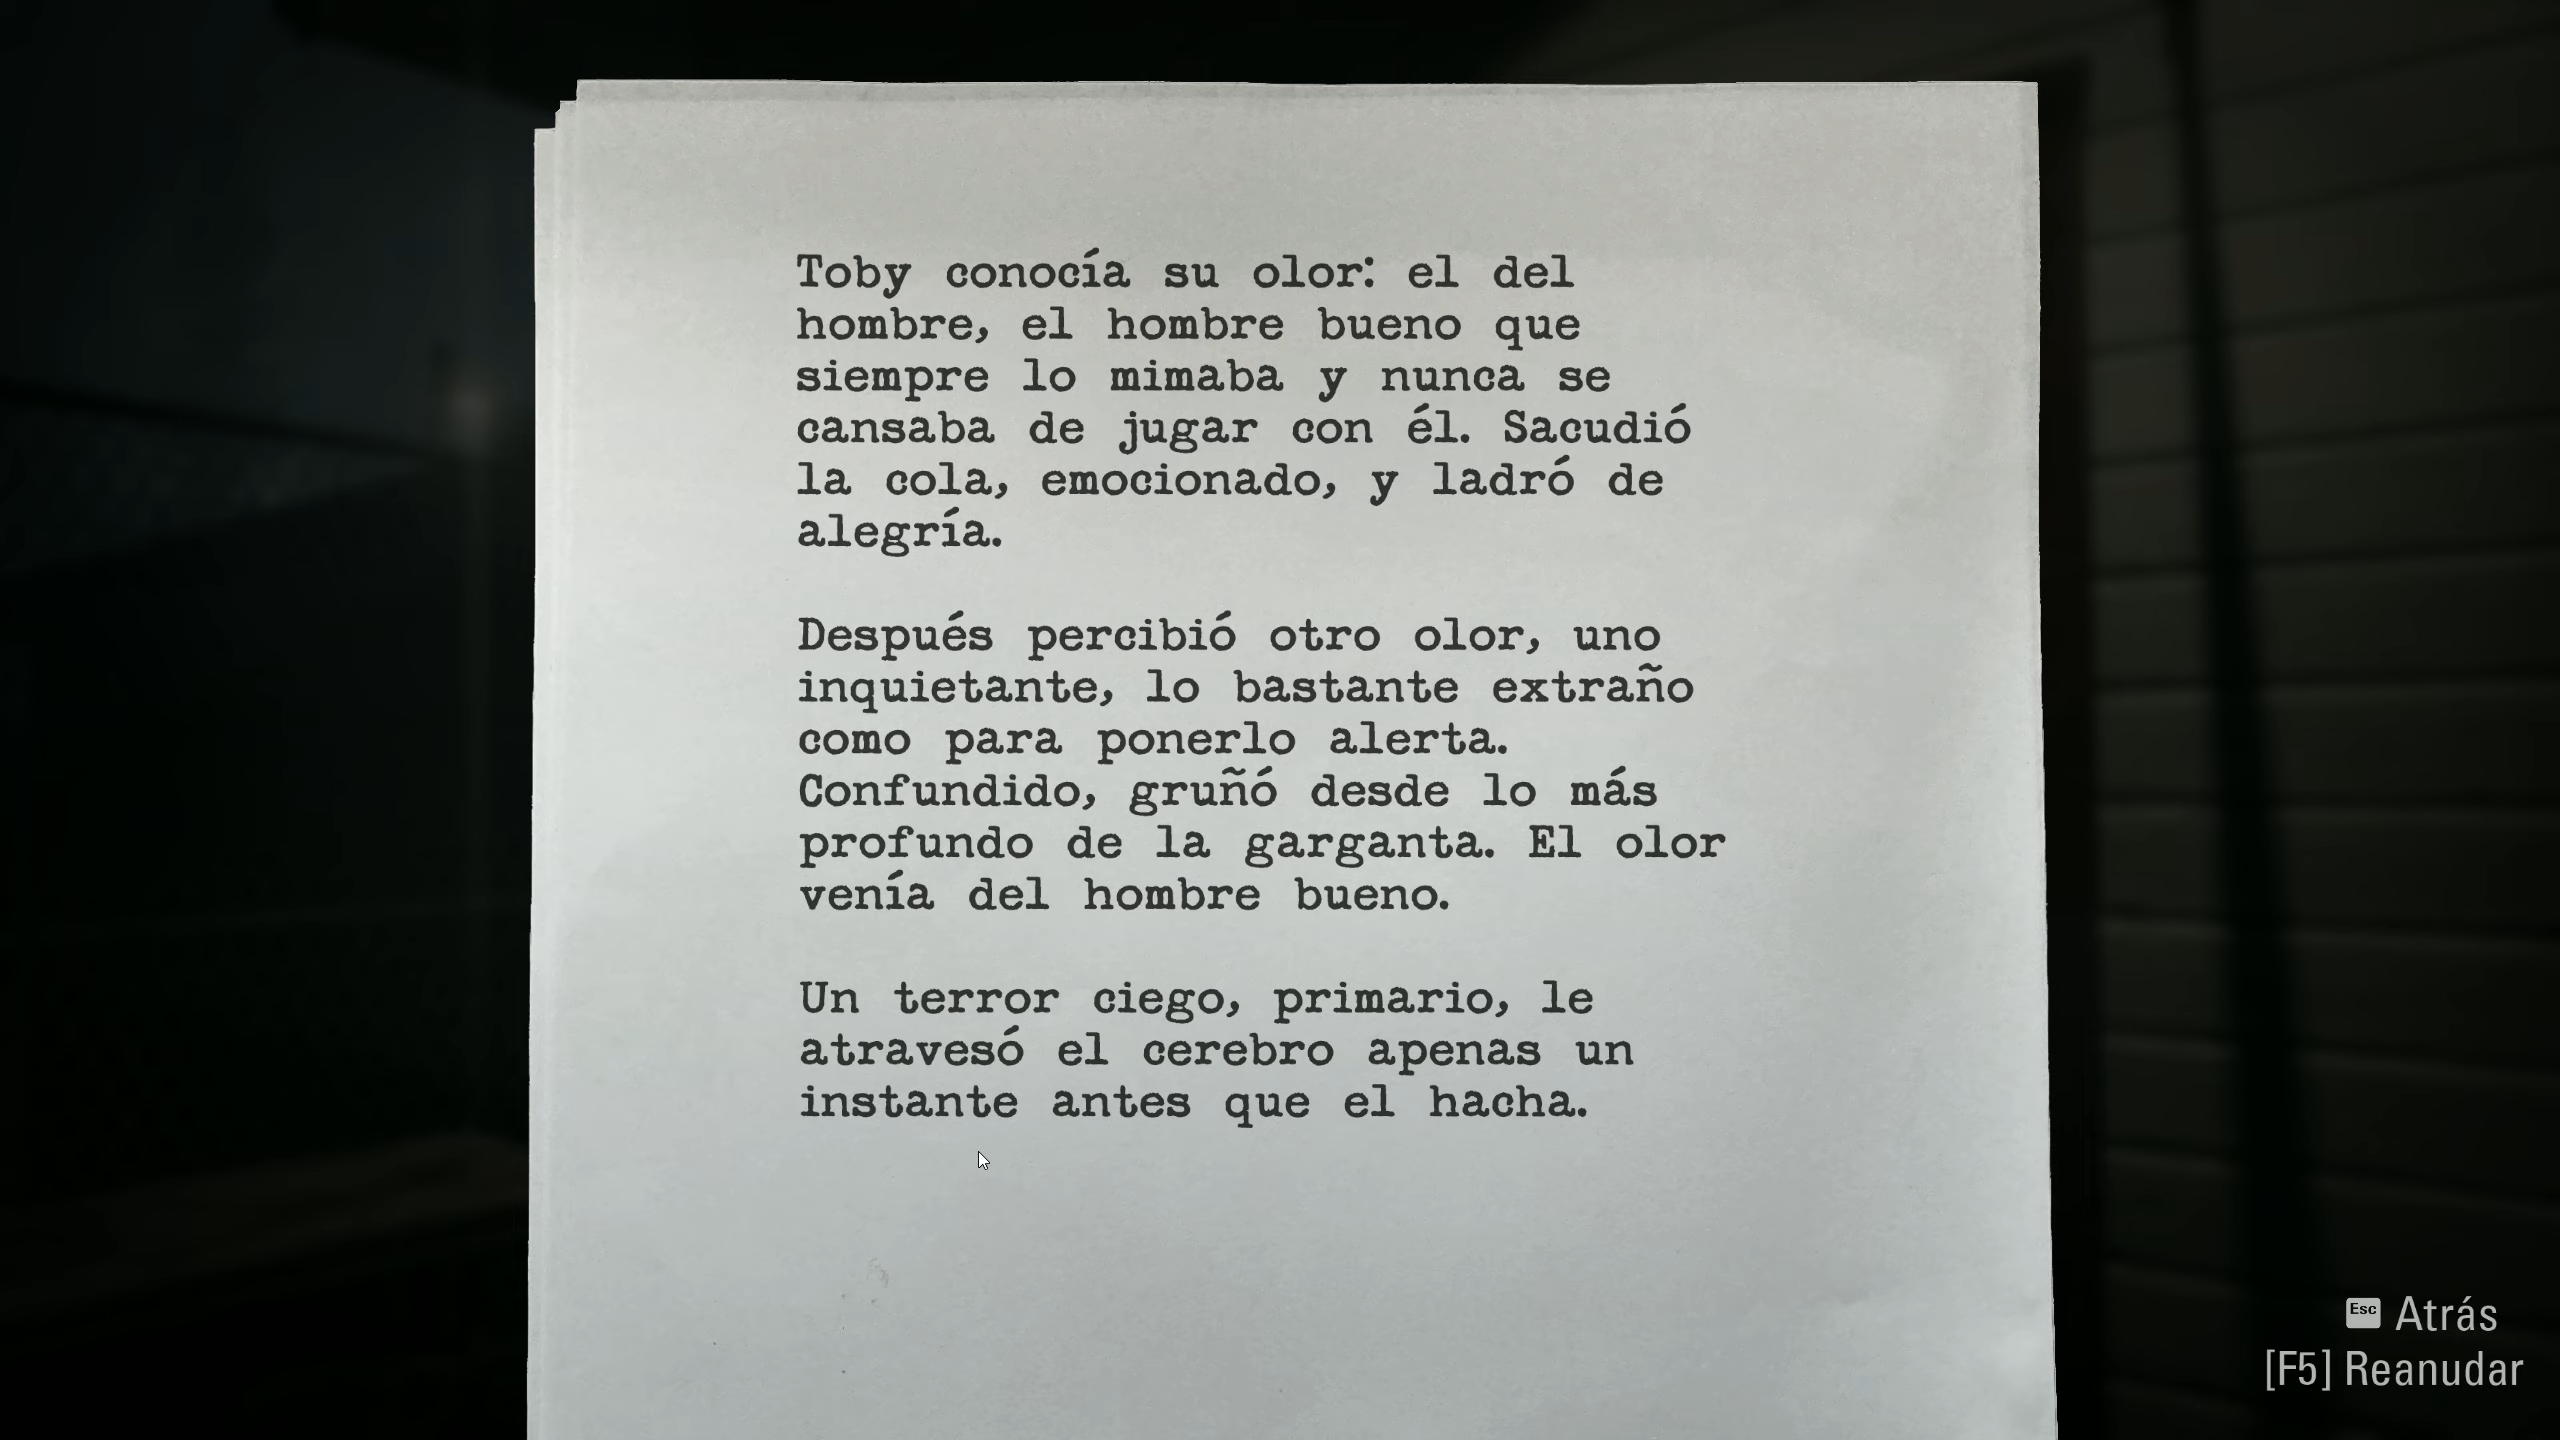 Toby conocía su olor: el del
hombre, el hombre bueno que
siempre lo mimaba y nunca se
cansaba de jugar con él. Sacudió
la cola, emocionado, y ladró de
alegría.
Después percibió otro olor, uno
inquietante, lo bastante extraño
como para ponerlo alerta.
Confundido, gruñó desde lo más
profundo de la garganta. El olor
venía del hombre bueno.
Un terror ciego, primario, le
atravesó el cerebro apenas un
instante antes que el hacha.
Esc Atrás
[F5] Reanudar